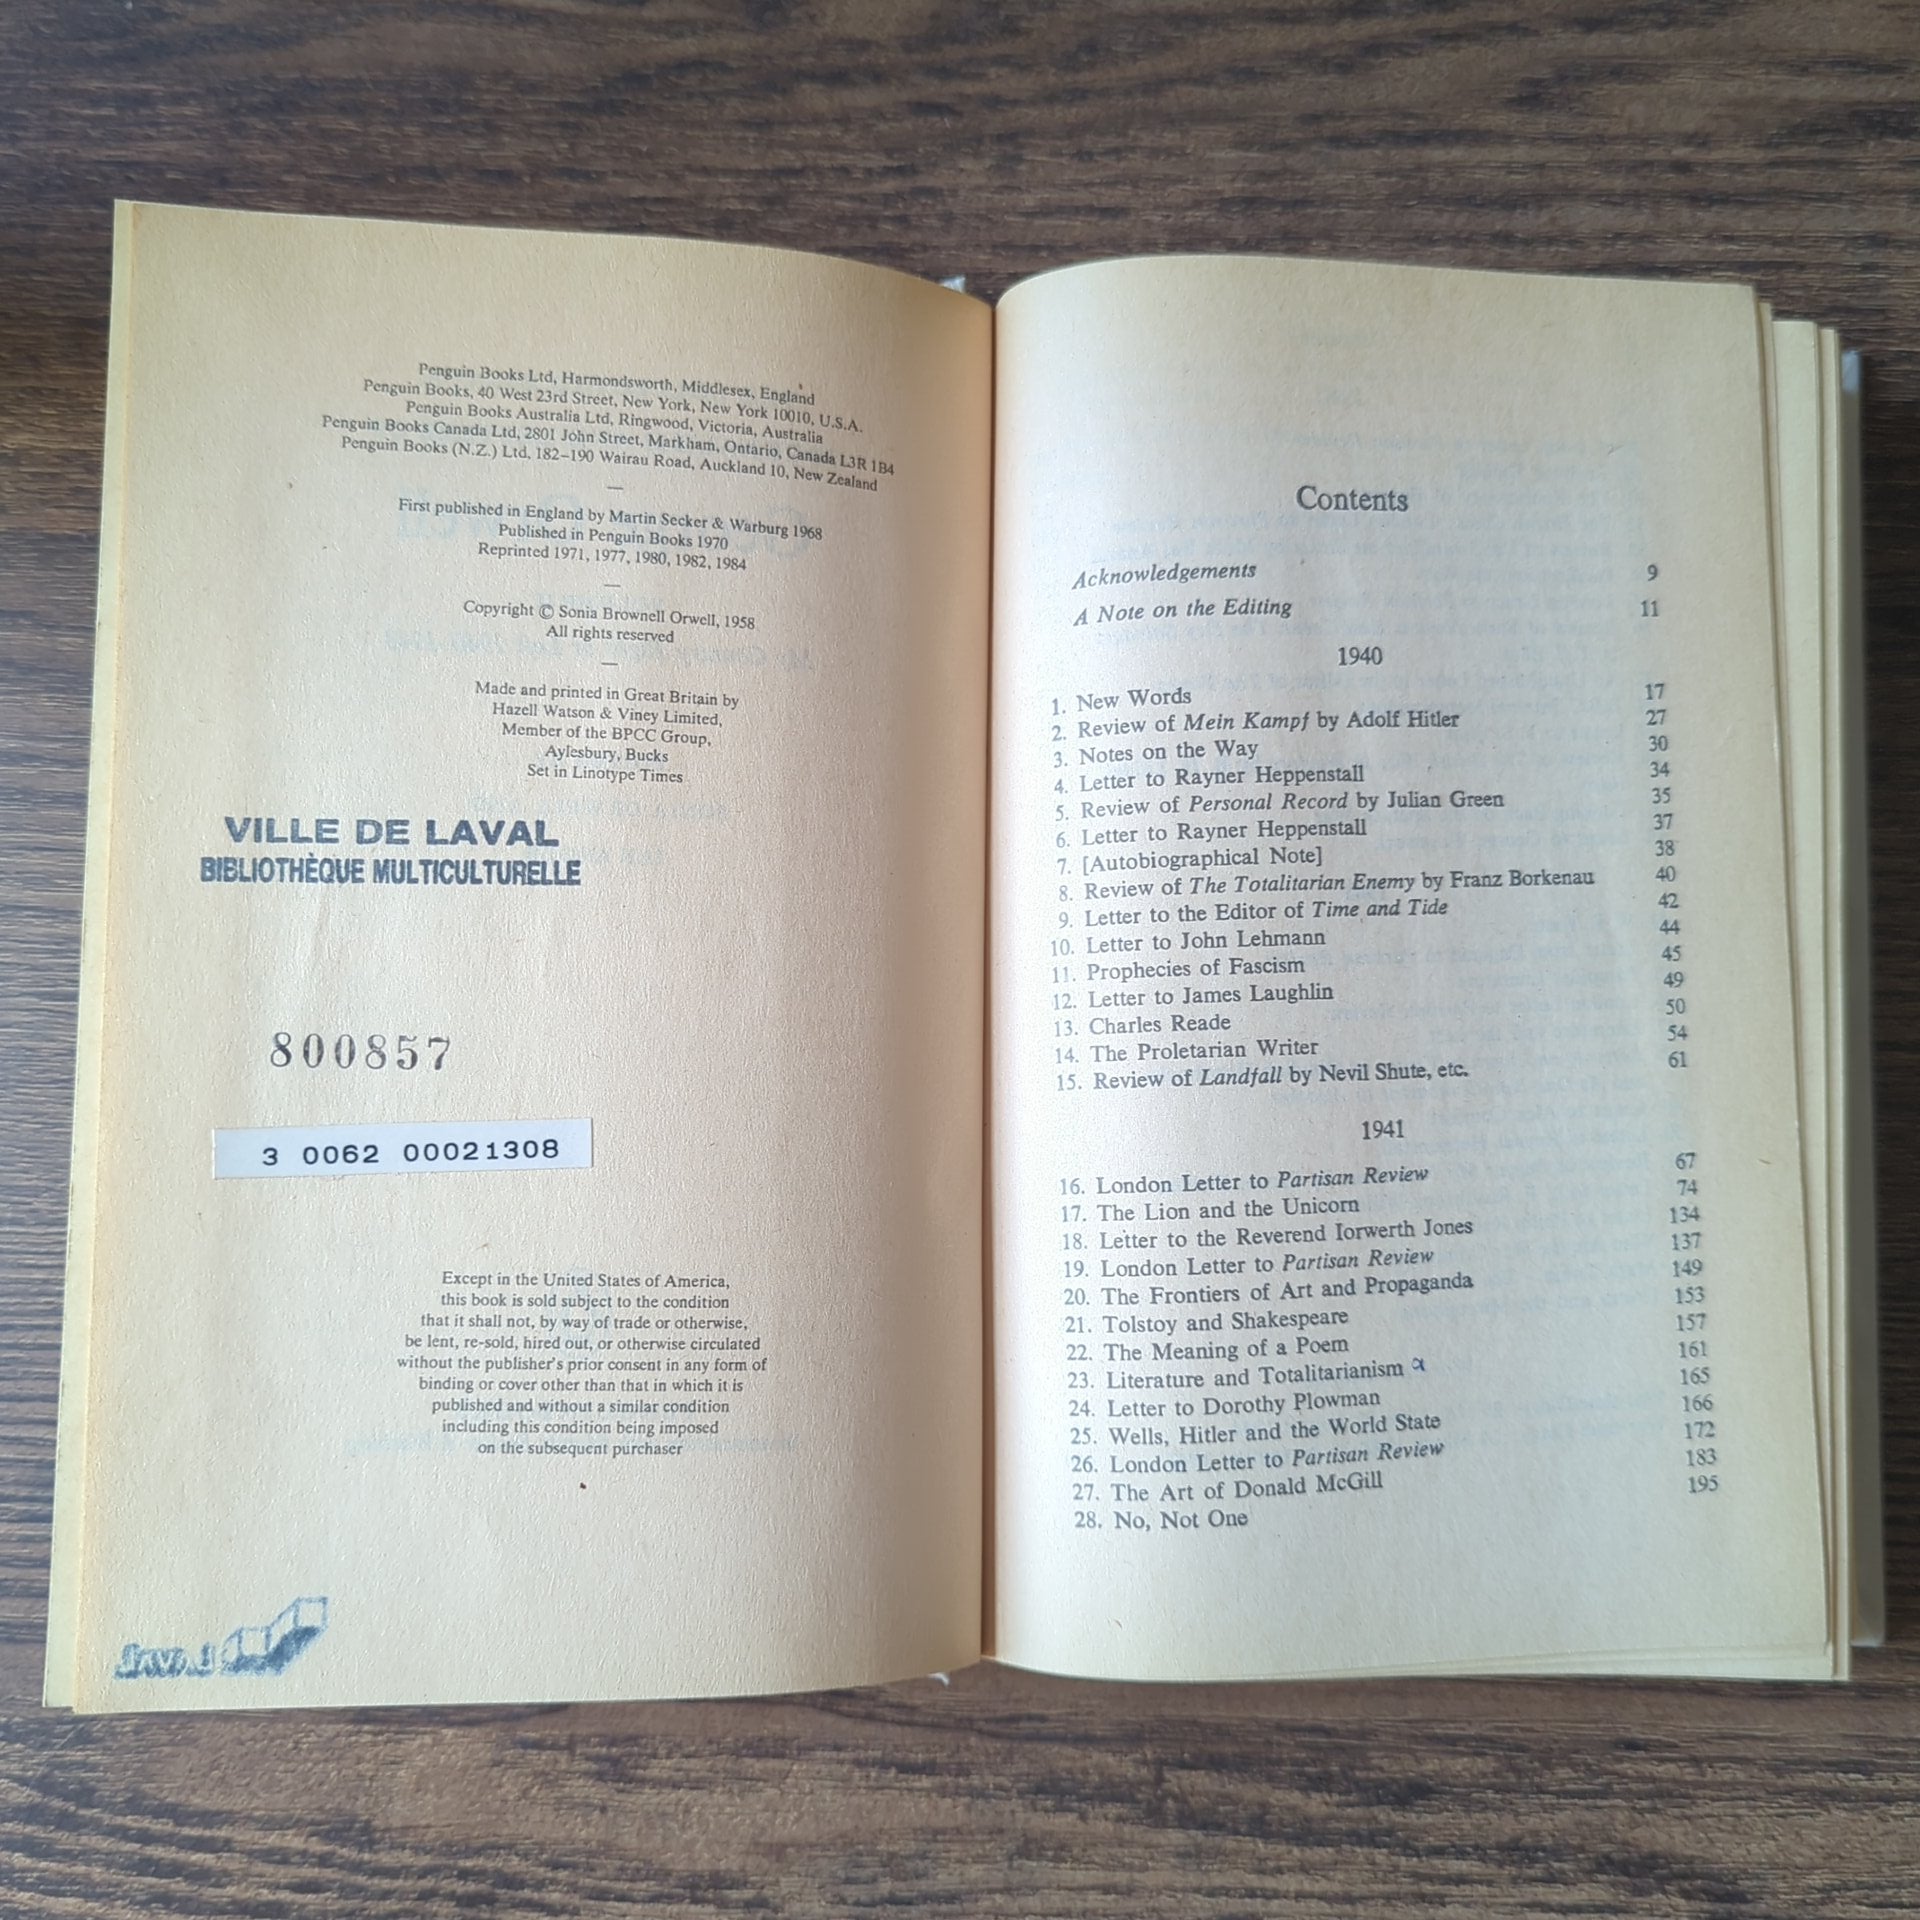 Penguin Books Ltd, Harmondsworth, Middlesex, England
Penguin Books, 40 West 23rd Street, New York, New York 10010, U.S.A.
Penguin Books Australia Ltd, Ringwood, Victoria, Australia
Penguin Books Canada Ltd, 2801 John Street, Markham, Ontario, Canada L3R 1B4
Penguin Books (N.Z.) Ltd, 182–190 Wairau Road, Auckland 10, New Zealand
—
First published in England by Martin Secker & Warburg 1968
Published in Penguin Books 1970
Reprinted 1971, 1977, 1980, 1982, 1984
—
Copyright © Sonia Brownell Orwell, 1958
All rights reserved
—
Made and printed in Great Britain by
Hazell Watson & Viney Limited,
Member of the BPCC Group,
Aylesbury, Bucks
Set in Linotype Times
VILLE DE LAVAL
BIBLIOTHÈQUE MULTICULTURELLE
800857
3 0062 00021308
Except in the United States of America,
this book is sold subject to the condition
that it shall not, by way of trade or otherwise,
be lent, re-sold, hired out, or otherwise circulated
without the publisher's prior consent in any form of
binding or cover other than that in which it is
published and without a similar condition
including this condition being imposed
on the subsequent purchaser
Contents
Acknowledgements 9
A Note on the Editing 11
1940
1. New Words 17
2. Review of Mein Kampf by Adolf Hitler 27
3. Notes on the Way 30
4. Letter to Rayner Heppenstall 34
5. Review of Personal Record by Julian Green 35
6. Letter to Rayner Heppenstall 37
7. [Autobiographical Note] 38
8. Review of The Totalitarian Enemy by Franz Borkenau 40
9. Letter to the Editor of Time and Tide 42
10. Letter to John Lehmann 44
11. Prophecies of Fascism 45
12. Letter to James Laughlin 49
13. Charles Reade 50
14. The Proletarian Writer 54
15. Review of Landfall by Nevil Shute, etc. 61
1941
16. London Letter to Partisan Review 67
17. The Lion and the Unicorn 74
18. Letter to the Reverend Iorwerth Jones 134
19. London Letter to Partisan Review 137
20. The Frontiers of Art and Propaganda 149
21. Tolstoy and Shakespeare 153
22. The Meaning of a Poem 157
23. Literature and Totalitarianism 161
24. Letter to Dorothy Plowman 165
25. Wells, Hitler and the World State 166
26. London Letter to Partisan Review 172
27. The Art of Donald McGill 183
28. No, Not One 195